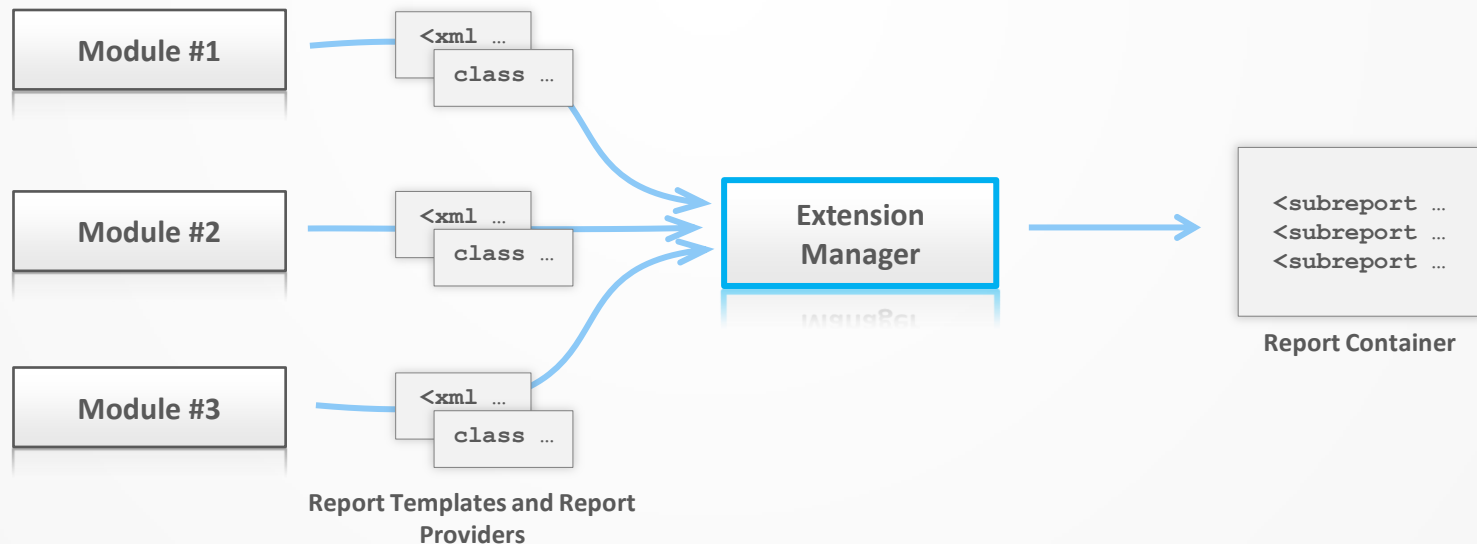 Module #1
<xml …
class …
Module #2
<xml …
class …
Module #3
<xml …
class …
Report Templates and Report
Providers
Extension
Manager
<subreport …
<subreport …
<subreport …
Report Container